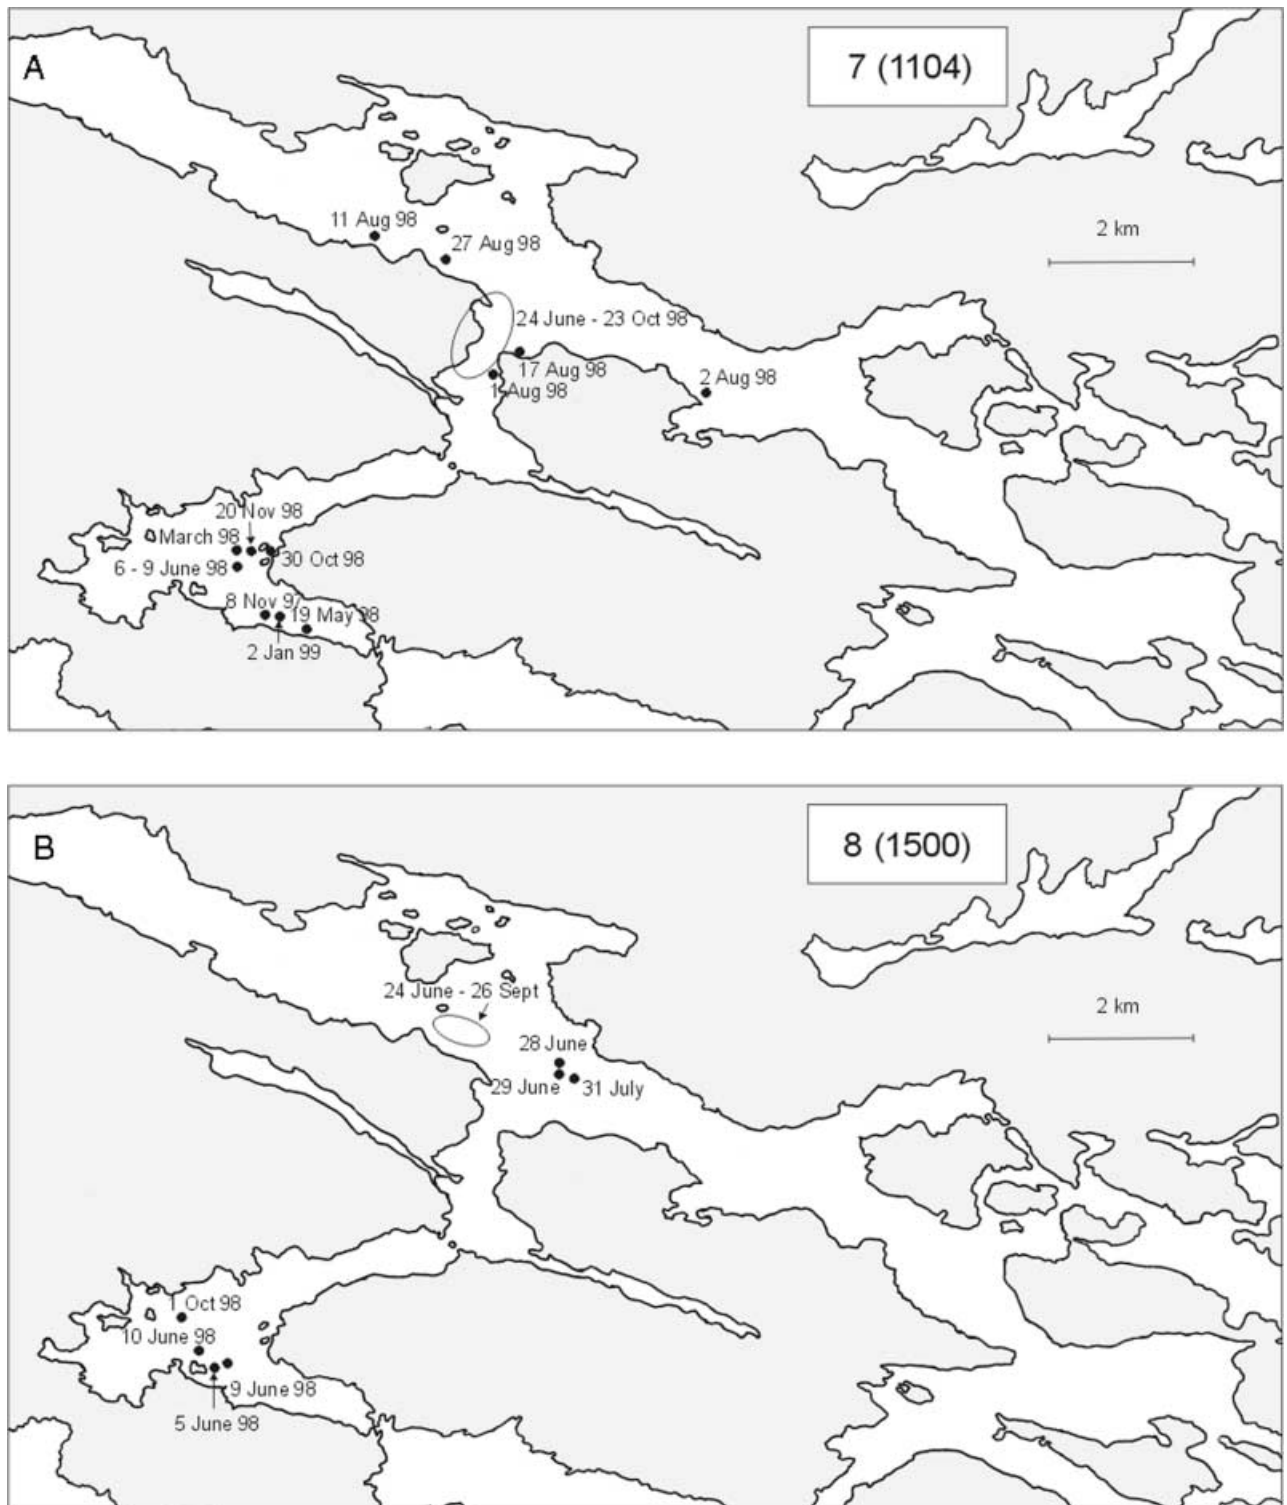 A
7 (1104)
11 Aug 98
2 km
27 Aug 98
24 June - 23 Oct 98
17 Aug 98
2 Aug 98
1 Aug 98
20 Nov 98
March 98
30 Oct 98
6 - 9 June 98
8 Nov 97
19 May 98
2 Jan 99
B
8 (1500)
24 June - 26 Sept
2 km
28 June
29 June
31 July
1 Oct 98
10 June 98
9 June 98
5 June 98